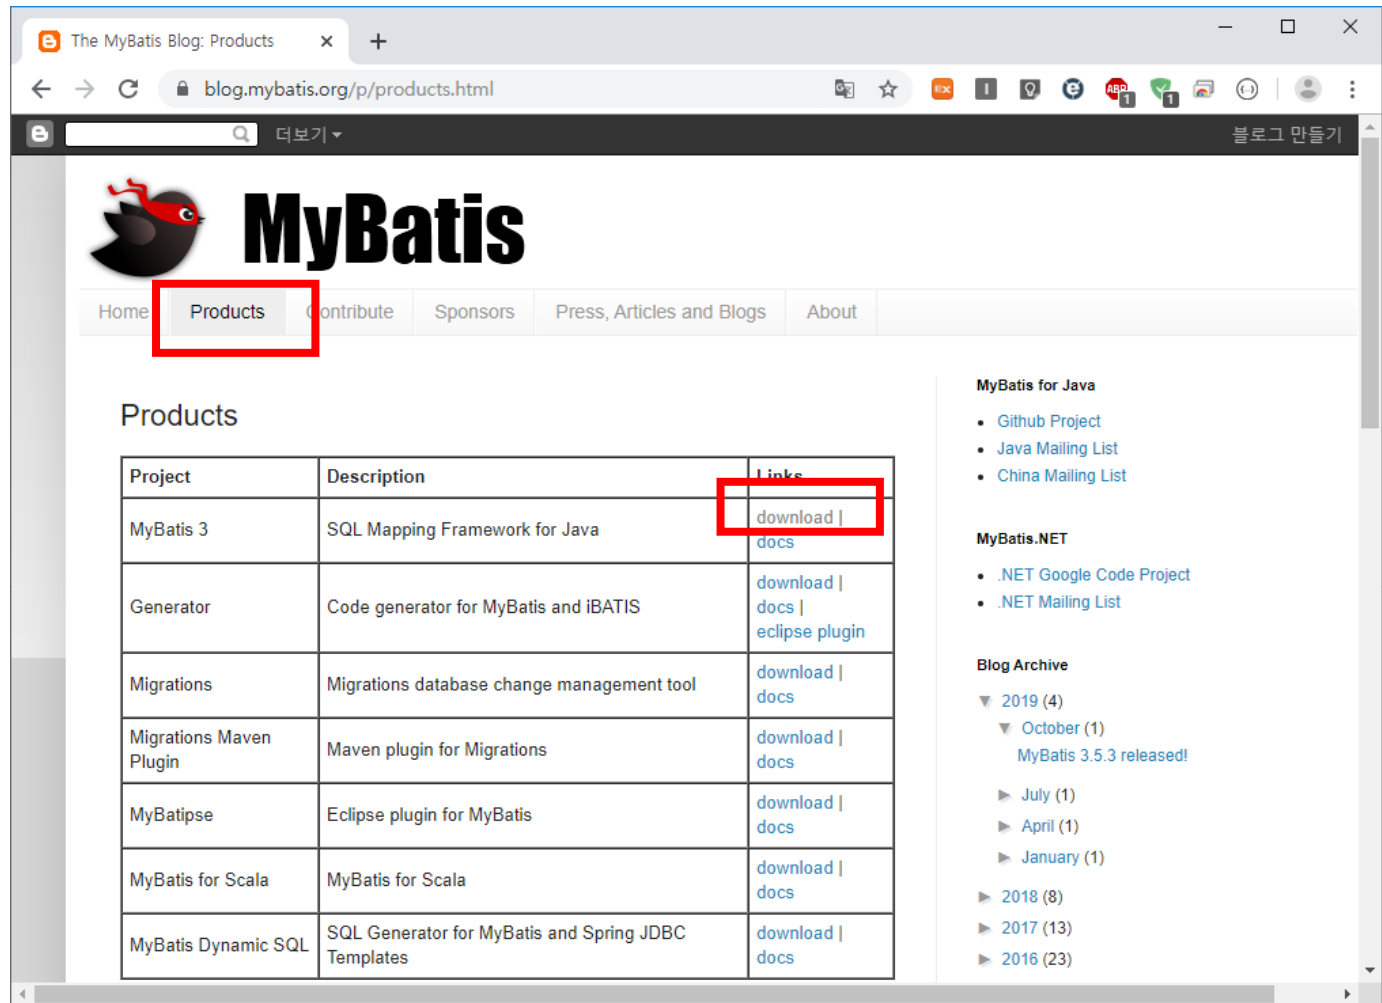 The MyBatis Blog: Products
blog.mybatis.org/p/products.html
더보기
블로그 만들기
MyBatis
Home
Products
Contribute
Sponsors
Press, Articles and Blogs
About
Products
Project
Description
Links
MyBatis 3
SQL Mapping Framework for Java
download |
docs
Generator
Code generator for MyBatis and iBATIS
download |
docs |
eclipse plugin
Migrations
Migrations database change management tool
download |
docs
Migrations Maven
Plugin
Maven plugin for Migrations
download |
docs
MyBatipse
Eclipse plugin for MyBatis
download |
docs
MyBatis for Scala
MyBatis for Scala
download |
docs
MyBatis Dynamic SQL
SQL Generator for MyBatis and Spring JDBC
Templates
download |
docs
MyBatis for Java
Github Project
Java Mailing List
China Mailing List
MyBatis.NET
.NET Google Code Project
.NET Mailing List
Blog Archive
▼ 2019 (4)
▼ October (1)
MyBatis 3.5.3 released!
► July (1)
► April (1)
► January (1)
► 2018 (8)
► 2017 (13)
► 2016 (23)